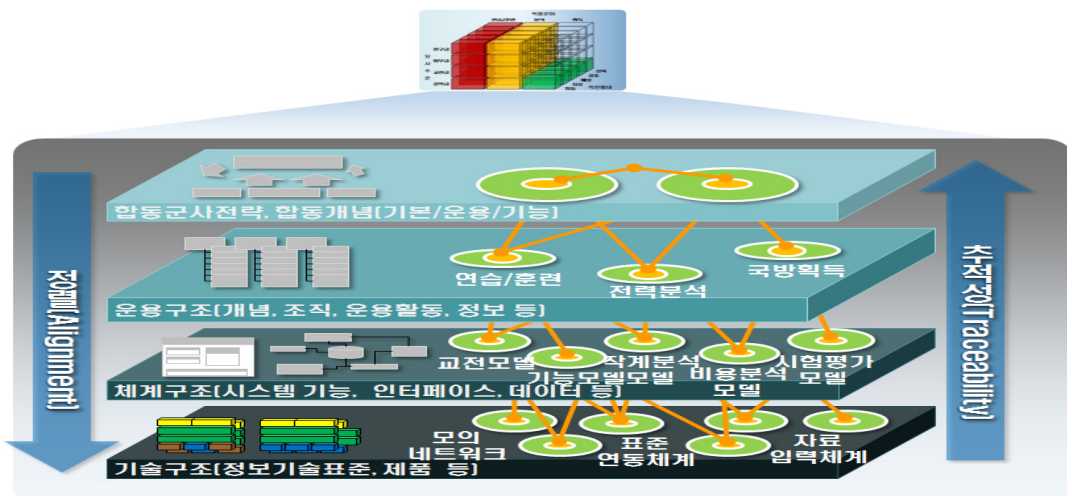 합동군사전략, 합동개념(기본/운용/기능)
연습/훈련
전력분석
국방획득
운용구조(개념, 조직, 운용활동, 정보 등)
교전모델
기능모델
작계분석
모델
비용분석
모델
시험평가
모델
체계구조(시스템 기능, 인터페이스, 데이터 등)
모의
네트워크
표준
연동체계
자료
입력체계
기술구조(정보기술표준, 제품 등)
정렬(Alignment)
추적성(Traceability)